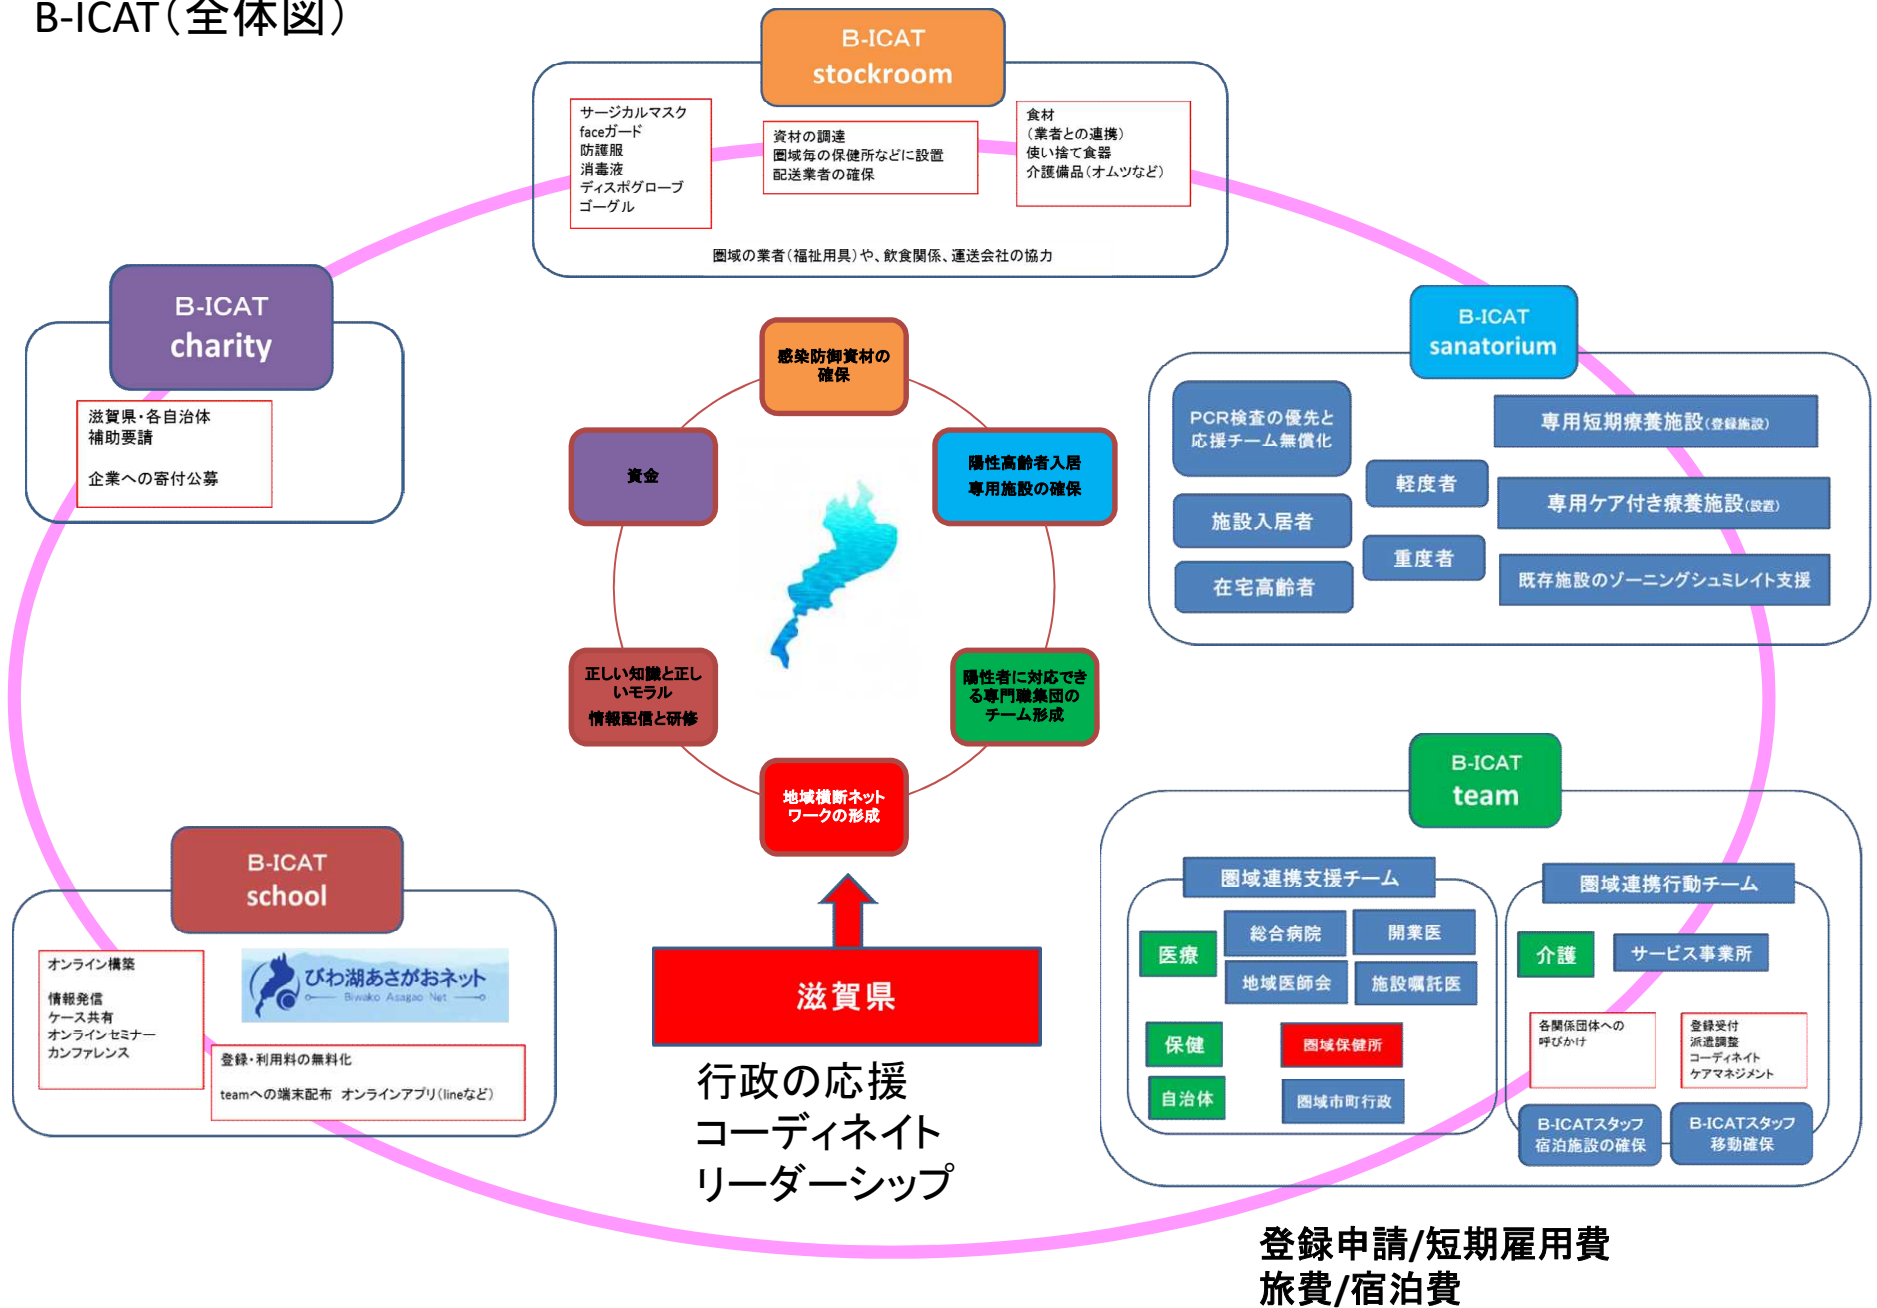 B-ICAT(全体図)
B-ICAT
stockroom
サージカルマスク
faceガード
防護服
消毒液
ディスポグローブ
ゴーグル
資材の調達
圏域毎の保健所などに設置
配送業者の確保
食材
(業者との連携)
使い捨て食器
介護備品(オムツなど)
圏域の業者(福祉用具)や、飲食関係、運送会社の協力
B-ICAT
charity
滋賀県・各自治体
補助要請
企業への寄付公募
B-ICAT
sanatorium
PCR検査の優先と
応援チーム無償化
施設入居者
在宅高齢者
軽度者
重度者
専用短期療養施設(登録施設)
専用ケア付き療養施設(設置)
既存施設のゾーニングシュミレイト支援
感染防御資材の
確保
資金
陽性高齢者入居
専用施設の確保
正しい知識と正し
いモラル
情報配信と研修
陽性者に対応でき
る専門職集団の
チーム形成
地域横断ネット
ワークの形成
滋賀県
行政の応援
コーディネイト
リーダーシップ
B-ICAT
school
オンライン構築
情報発信
ケース共有
オンラインセミナー
カンファレンス
びわ湖あさがおネット
Biwako Asagao Net
登録・利用料の無料化
teamへの端末配布 オンラインアプリ(lineなど)
B-ICAT
team
圏域連携支援チーム
医療
総合病院
開業医
地域医師会
施設嘱託医
保健
圏域保健所
自治体
圏域市町行政
圏域連携行動チーム
介護
サービス事業所
各関係団体への
呼びかけ
登録受付
派遣調整
コーディネイト
ケアマネジメント
B-ICATスタッフ
宿泊施設の確保
B-ICATスタッフ
移動確保
登録申請/短期雇用費
旅費/宿泊費